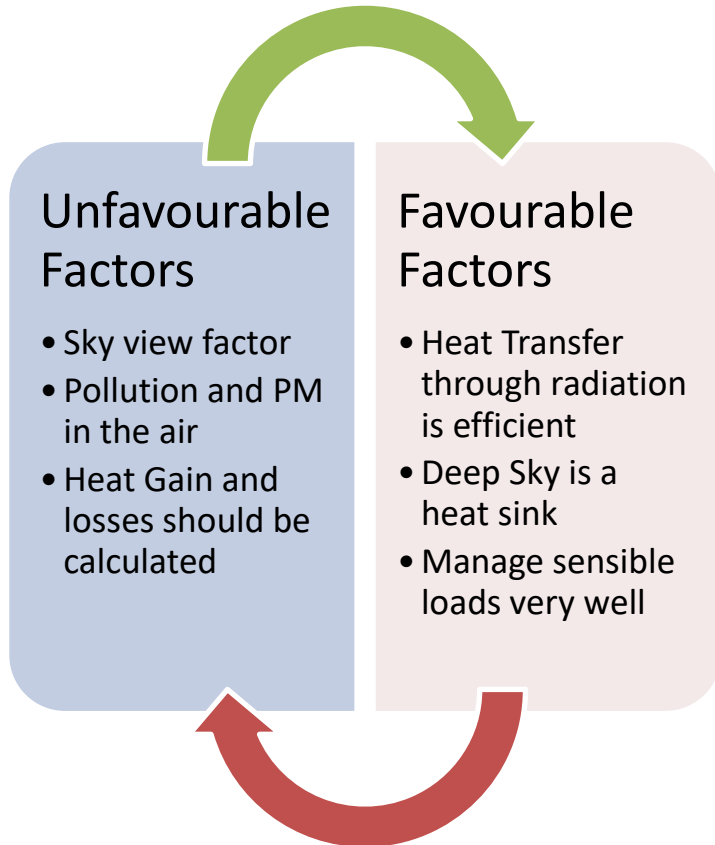 Unfavourable
Factors
• Sky view factor
• Pollution and PM
in the air
• Heat Gain and
losses should be
calculated
Favourable
Factors
• Heat Transfer
through radiation
is efficient
• Deep Sky is a
heat sink
• Manage sensible
loads very well